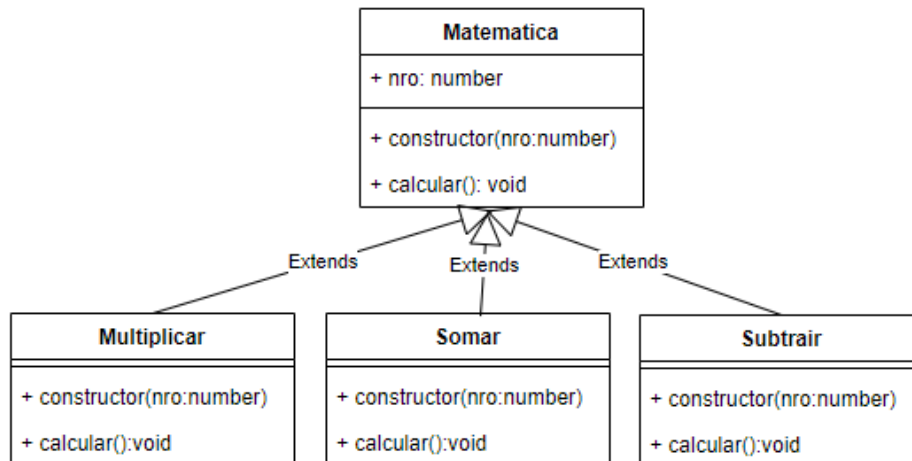 Matematica
+ nro: number
+ constructor(nro:number)
+ calcular(): void
Extends
Extends
Extends
Multiplicar
+ constructor(nro:number)
+ calcular():void
Somar
+ constructor(nro:number)
+ calcular():void
Subtrair
+ constructor(nro:number)
+ calcular():void